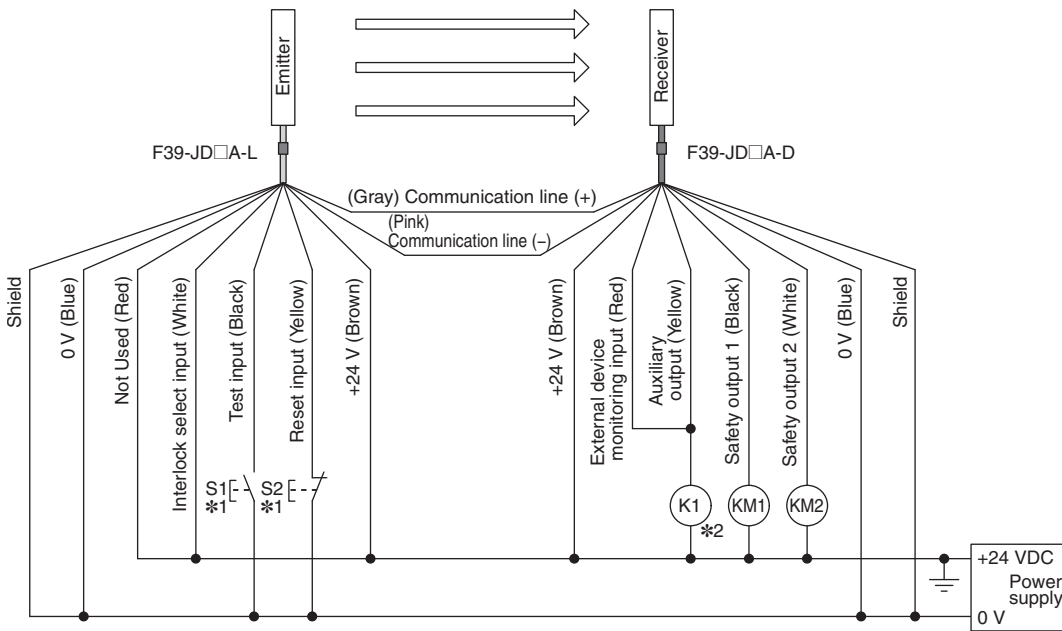 Emitter
Receiver
F39-JD□A-L
F39-JD□A-D
(Gray) Communication line (+)
(Pink)
Communication line (−)
Shield
0 V (Blue)
Not Used (Red)
Interlock select input (White)
Test input (Black)
Reset input (Yellow)
+24 V (Brown)
+24 V (Brown)
External device
monitoring input (Red)
Auxiliary
output (Yellow)
Safety output 1 (Black)
Safety output 2 (White)
0 V (Blue)
Shield
S1
✻1
S2
✻1
K1
✻2
KM1
KM2
+24 VDC
Power
supply
0 V